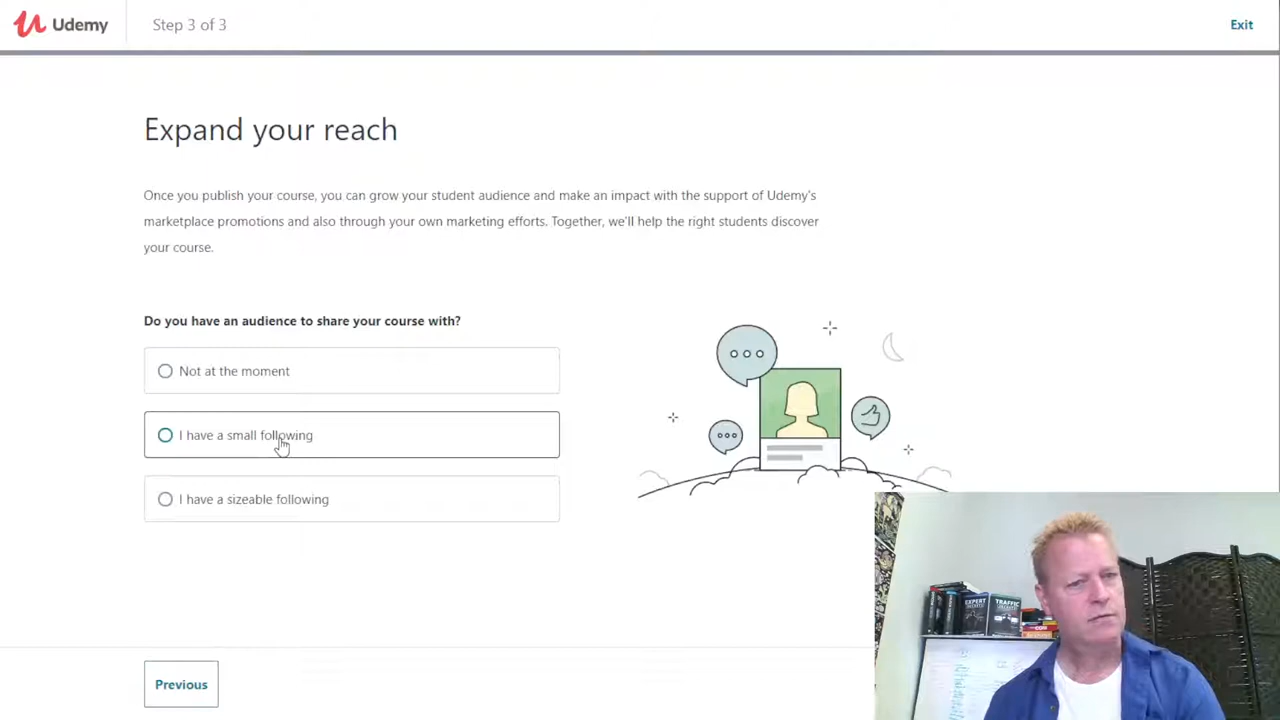 Udemy
Step 3 of 3
Exit
Expand your reach
Once you publish your course, you can grow your student audience and make an impact with the support of Udemy's
marketplace promotions and also through your own marketing efforts. Together, we'll help the right students discover
your course.
Do you have an audience to share your course with?
Not at the moment
I have a small following
I have a sizeable following
Previous
EXPERT
TRAFFIC